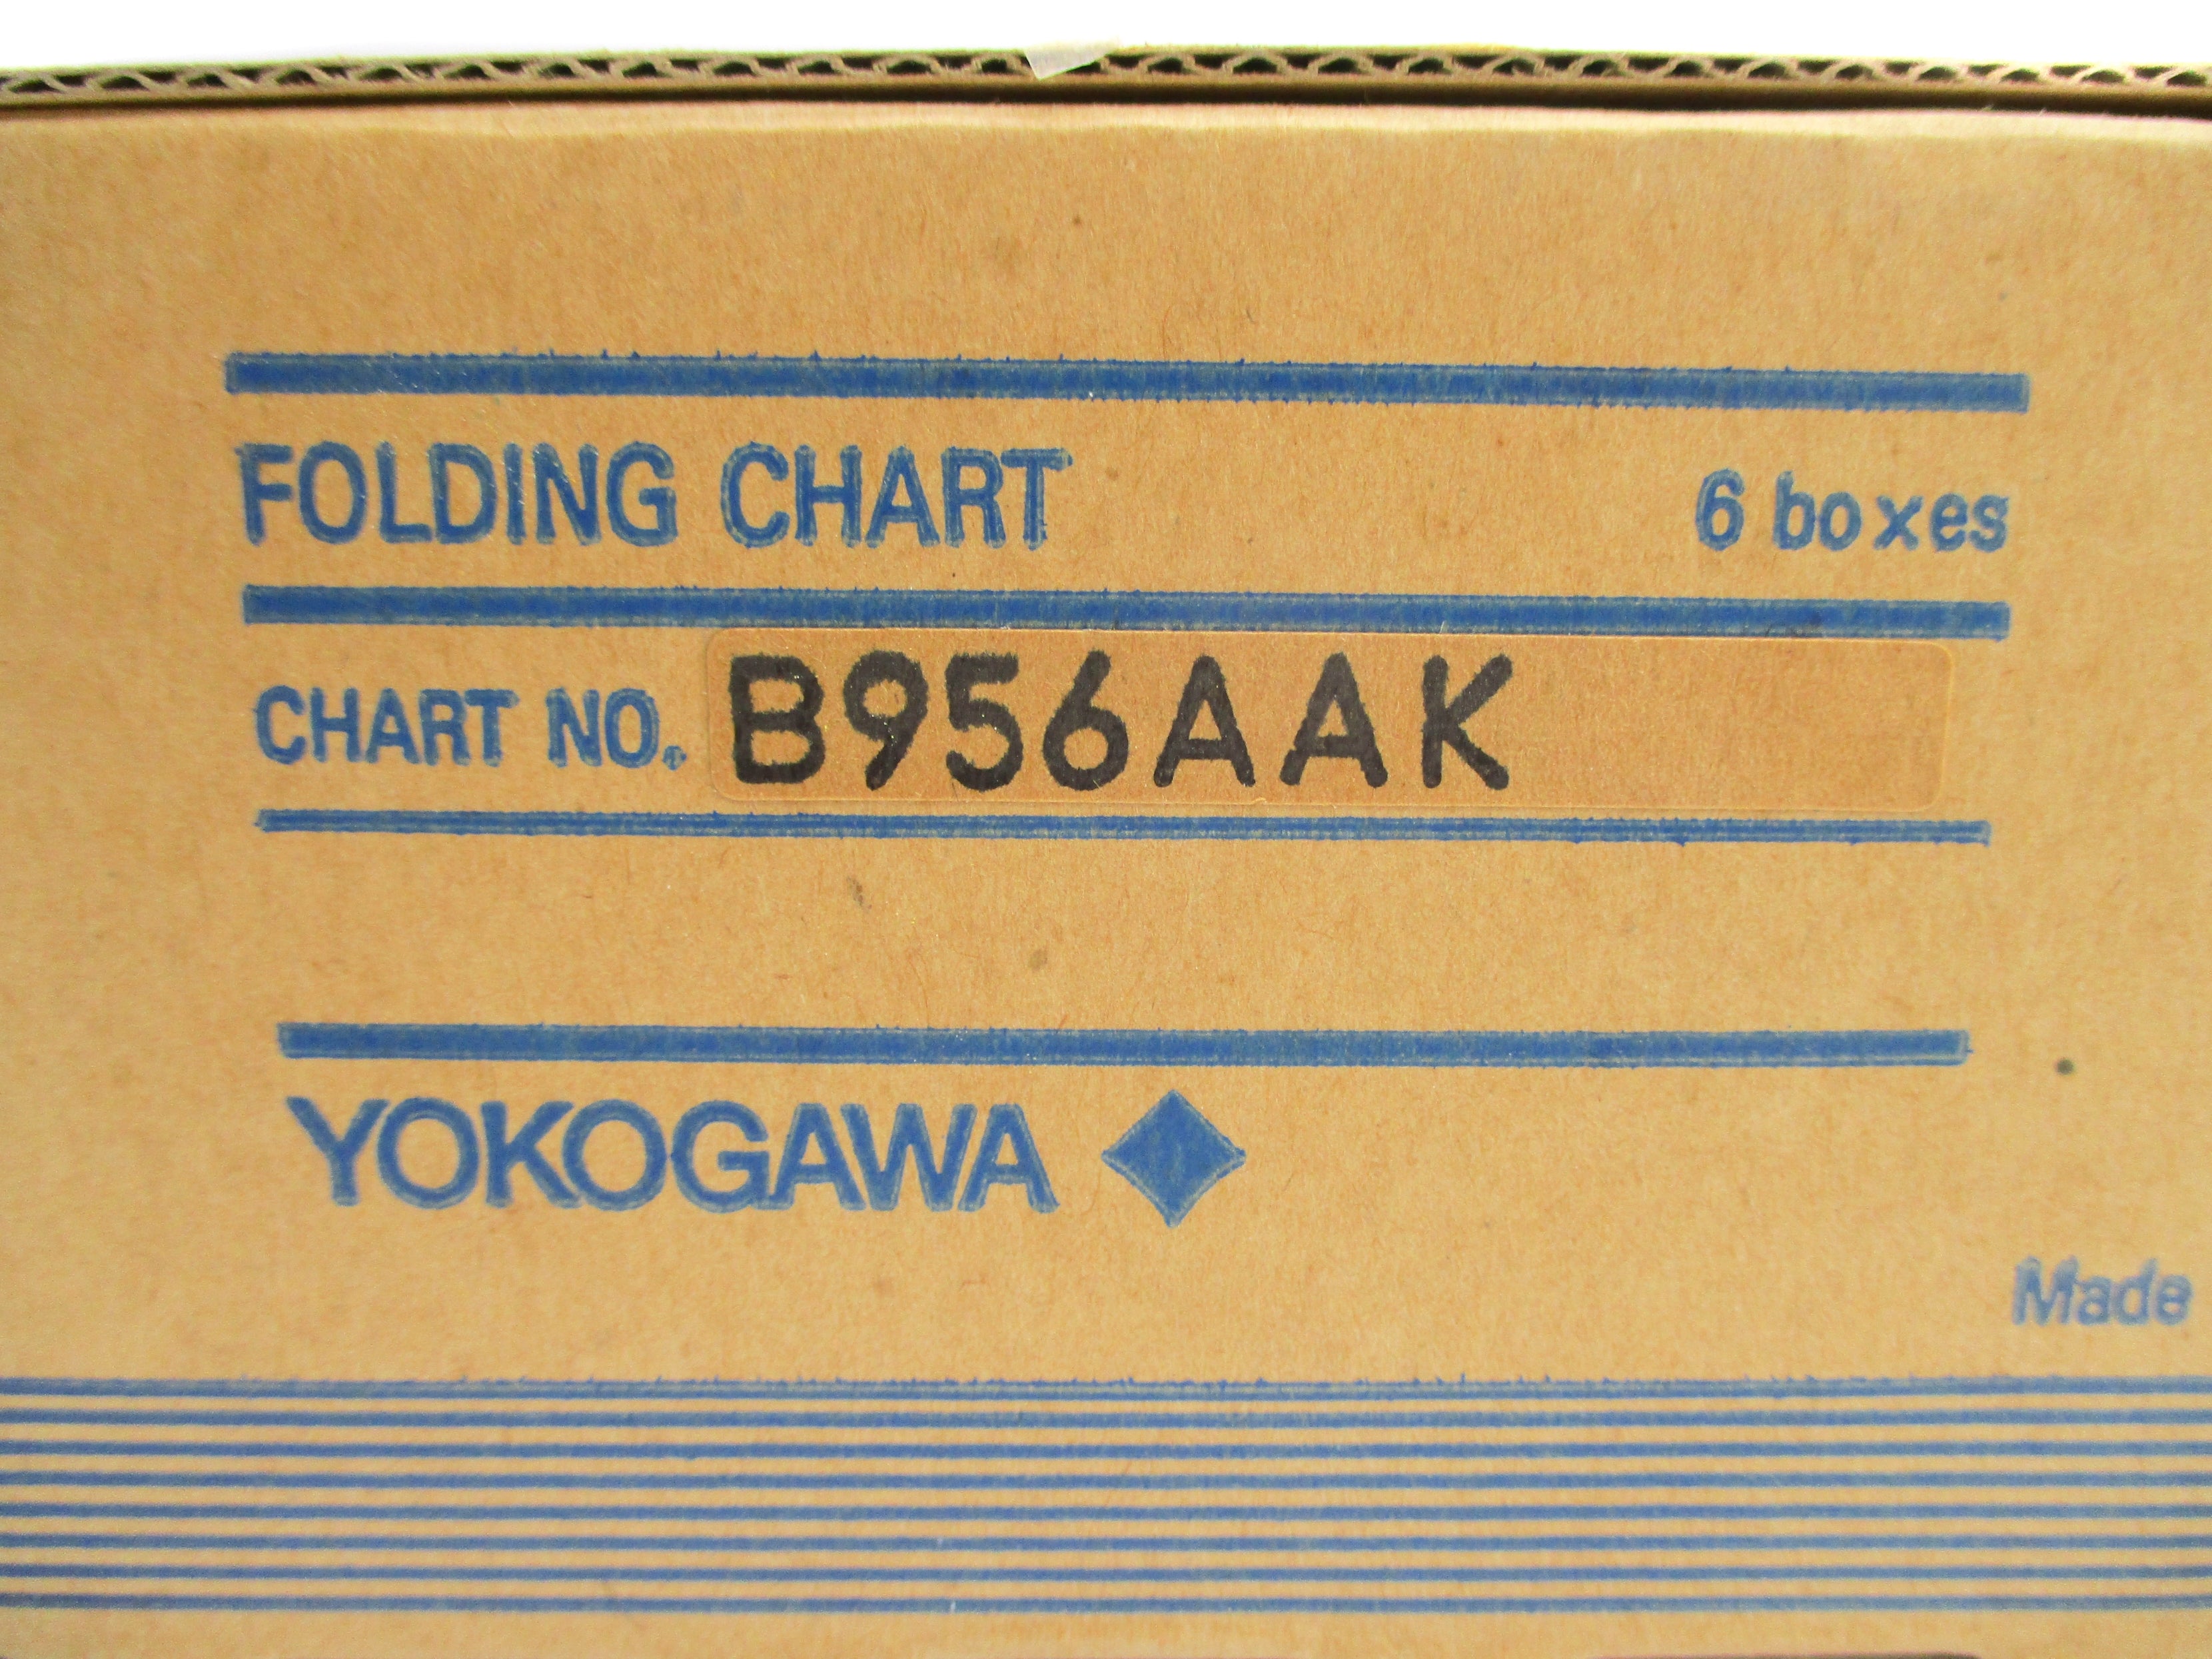 FOLDING CHART 6 boxes
CHART NO. B956AAK
YOKOGAWA
Made